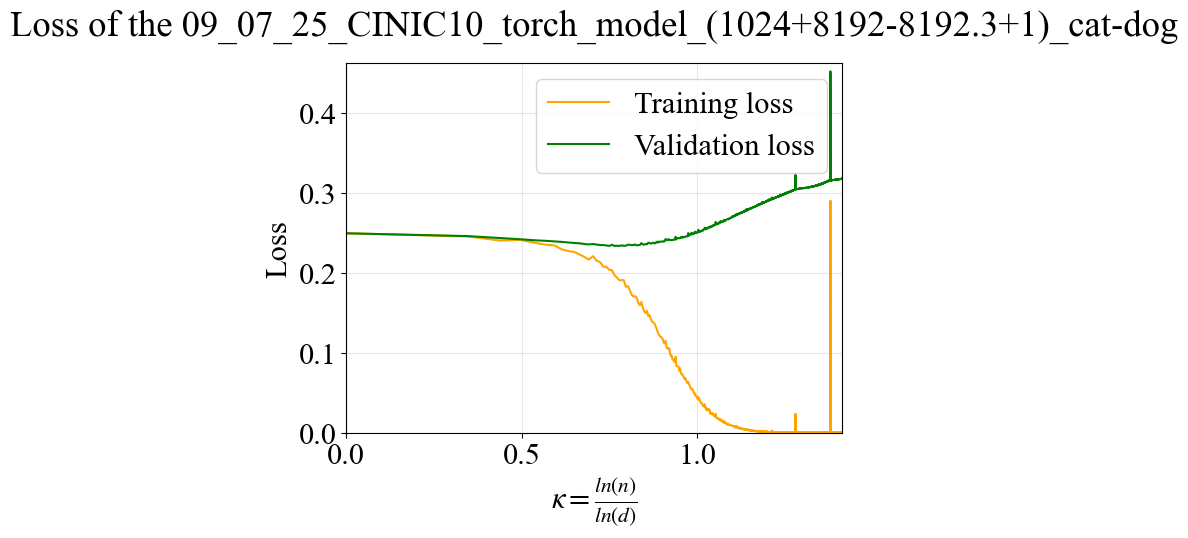 Loss of the 09_07_25_CINIC10_torch_model_(1024+8192-8192.3+1)_cat-dog
Training loss
Validation loss
Loss
0.4
0.3
0.2
0.1
0.0
0.0 0.5 1.0
κ = ln(n)/ln(d)